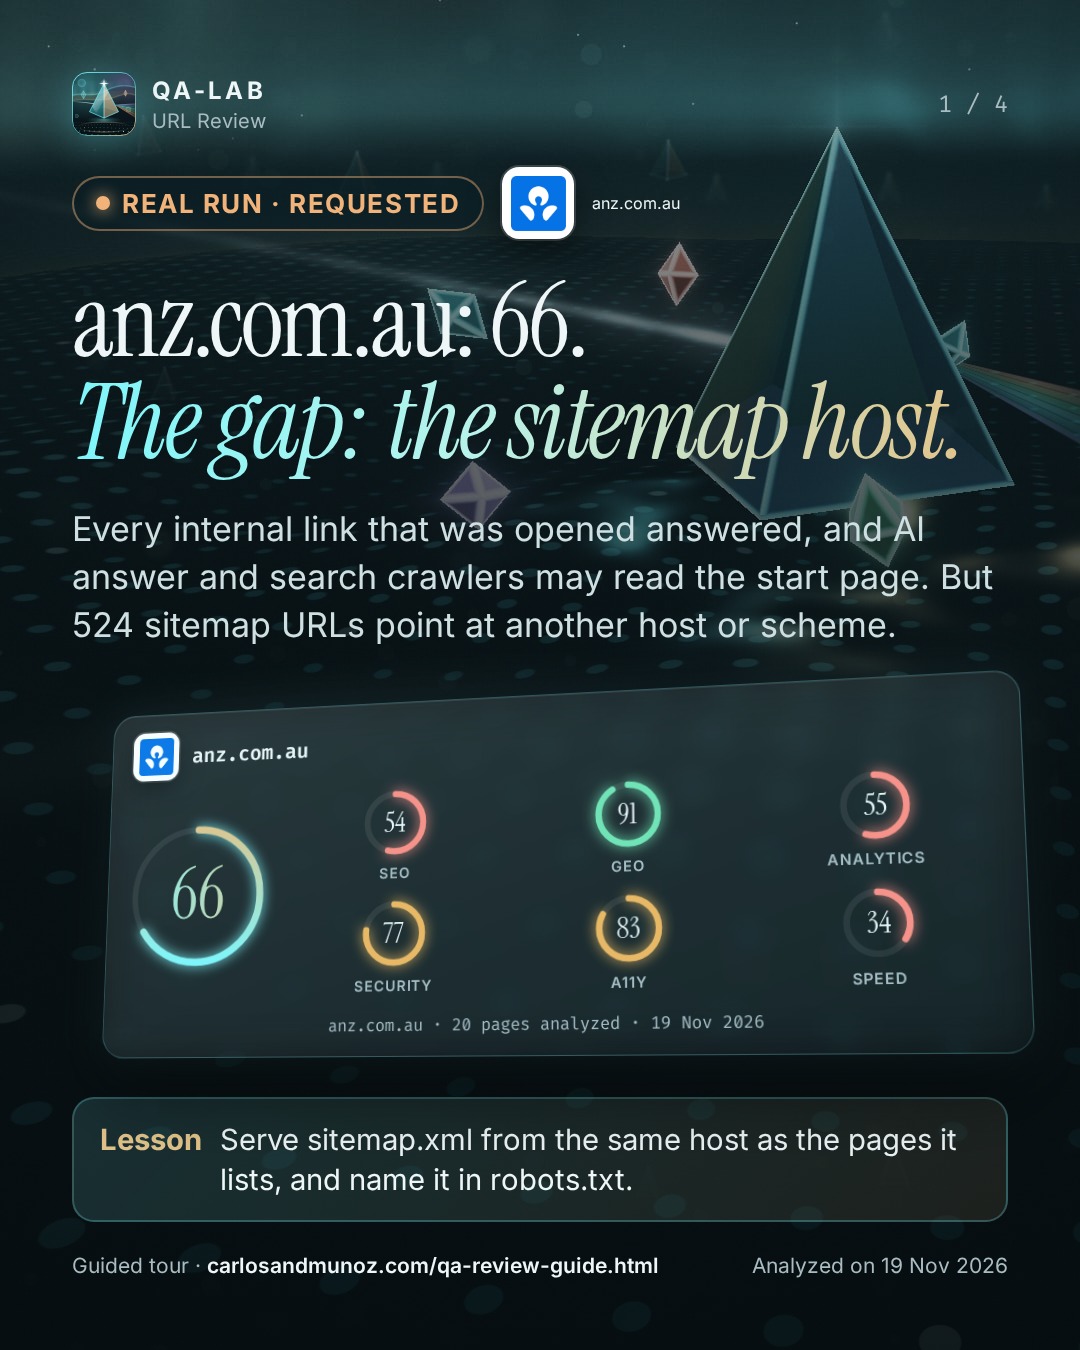 QA-LAB
URL Review
1 / 4
REAL RUN · REQUESTED
anz.com.au
anz.com.au: 66.
The gap: the sitemap host.
Every internal link that was opened answered, and AI
answer and search crawlers may read the start page. But
524 sitemap URLs point at another host or scheme.
anz.com.au
66
54
SEO
91
GEO
55
ANALYTICS
77
SECURITY
83
A11Y
34
SPEED
anz.com.au · 20 pages analyzed · 19 Nov 2026
Lesson
Serve sitemap.xml from the same host as the pages it
lists, and name it in robots.txt.
Guided tour · carlosandmunoz.com/qa-review-guide.html
Analyzed on 19 Nov 2026